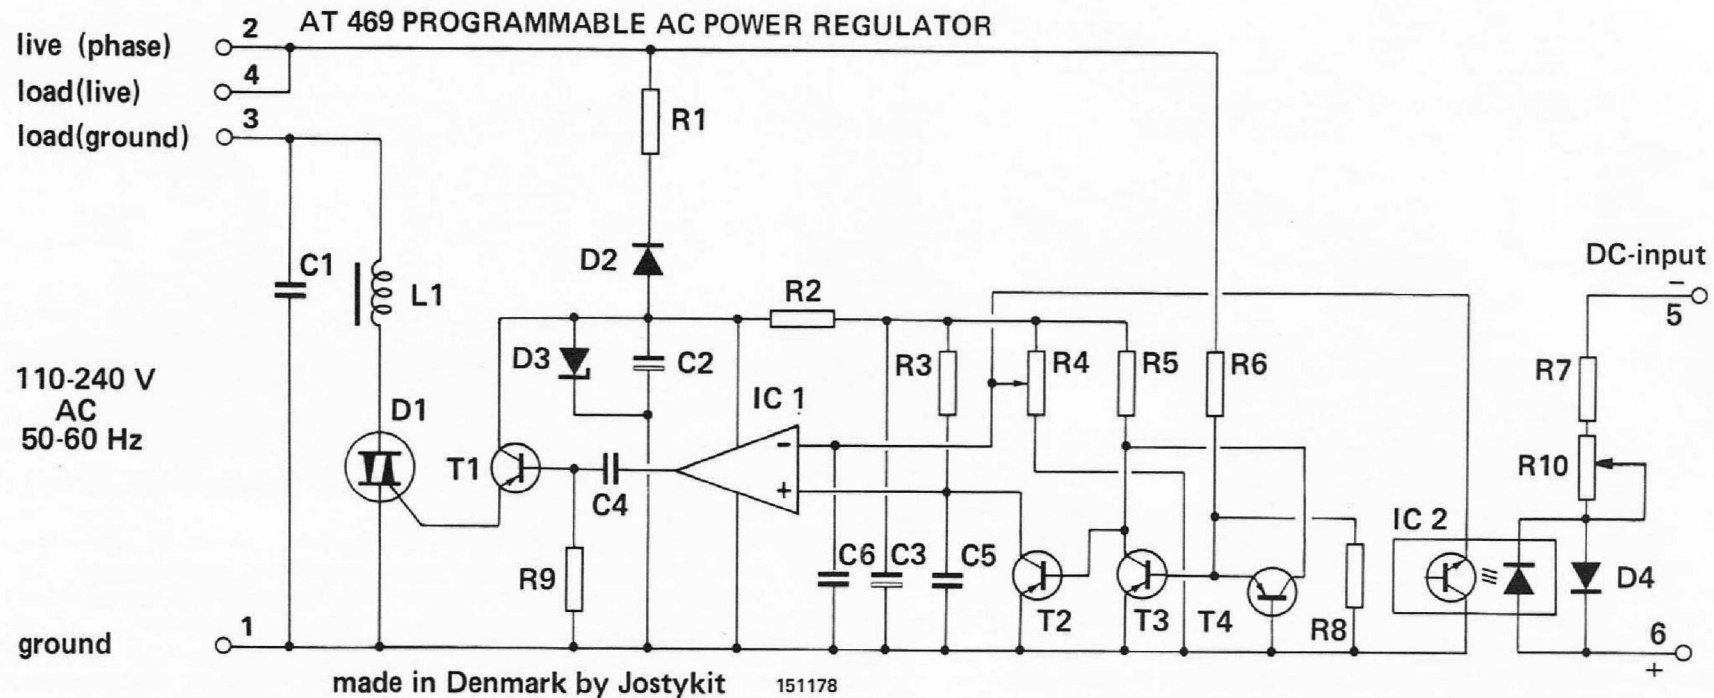 AT 469 PROGRAMMABLE AC POWER REGULATOR
live (phase) 2
load(live) 4
load(ground) 3
R1
C1
L1
D2
DC-input
-
5
R2
D3
C2
R3
R4
R5
R6
R7
110-240 V
AC
50-60 Hz
D1
IC 1
-
+
T1
C4
R10
IC 2
R9
C6
C3
C5
T2
T3
T4
R8
D4
ground 1
6
+
made in Denmark by Jostykit 151178